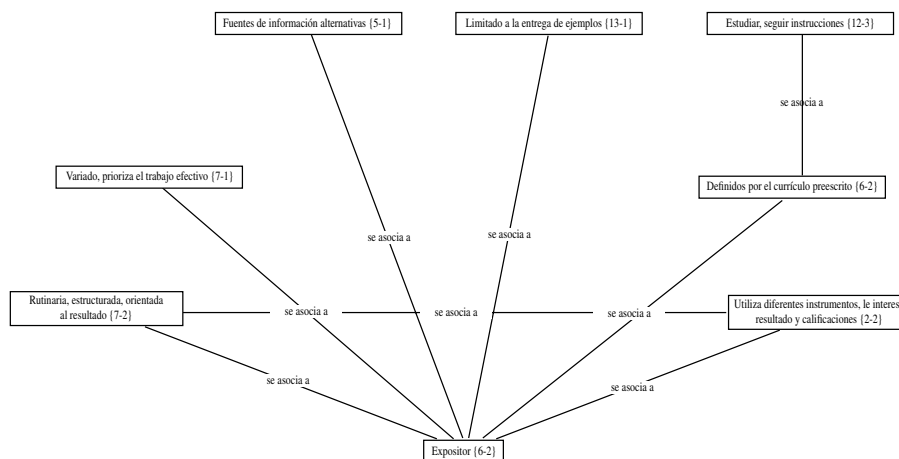 Fuentes de información alternativas {5-1}
Limitado a la entrega de ejemplos {13-1}
Estudiar, seguir instrucciones {12-3}
se asocia a
Variado, prioriza el trabajo efectivo {7-1}
Definidos por el currículo preescrito {6-2}
se asocia a
se asocia a
Rutinaria, estructurada, orientada
al resultado {7-2}
se asocia a
se asocia a
se asocia a
Utiliza diferentes instrumentos, le interes
resultado y calificaciones {2-2}
se asocia a
se asocia a
Expositor {6-2}